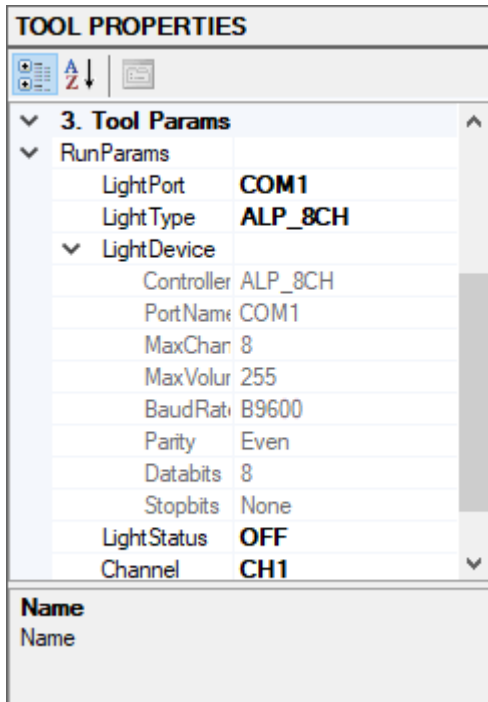 TOOL PROPERTIES
3. Tool Params
RunParams
LightPort COM1
LightType ALP_8CH
LightDevice
Controller ALP_8CH
PortName COM1
MaxChan 8
MaxVolur 255
BaudRat B9600
Parity Even
Databits 8
Stopbits None
LightStatus OFF
Channel CH1
Name
Name